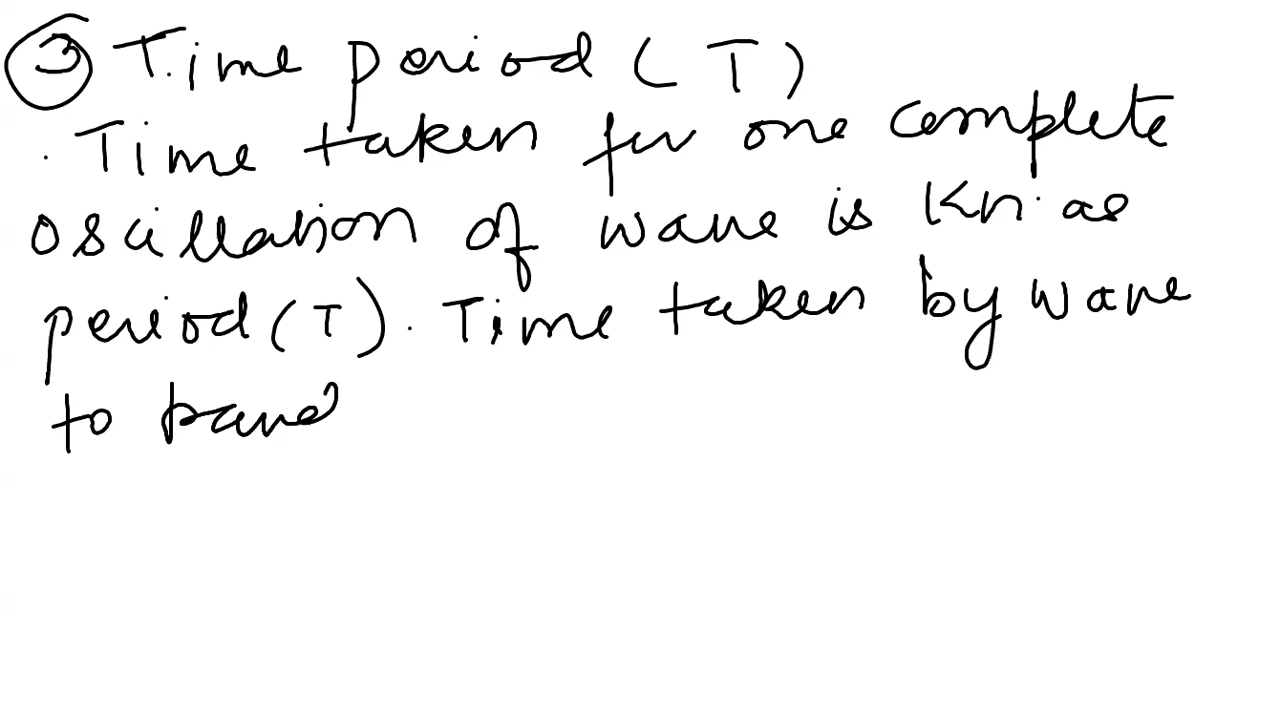 ③ Time period (T)
. Time taken for one complete
oscillation of wave is Kn. as
period (T). Time taken by wave
to trave